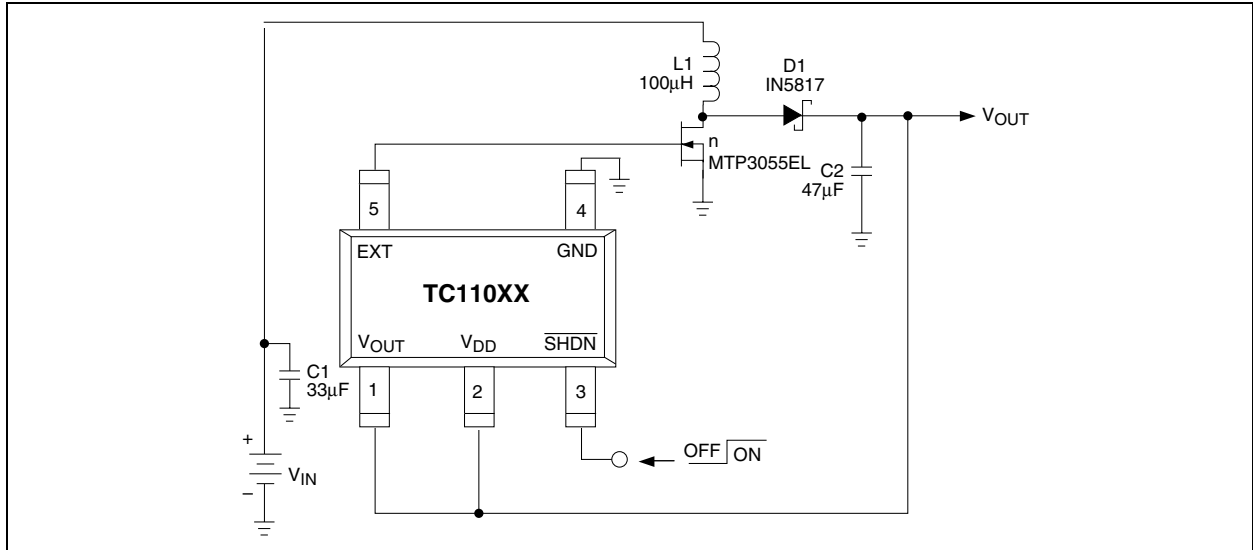 L1
100μH
D1
IN5817
VOUT
n
MTP3055EL
C2
47μF
5
4
EXT
GND
TC110XX
VOUT
VDD
SHDN
C1
33μF
1
2
3
+
VIN
–
OFF ON